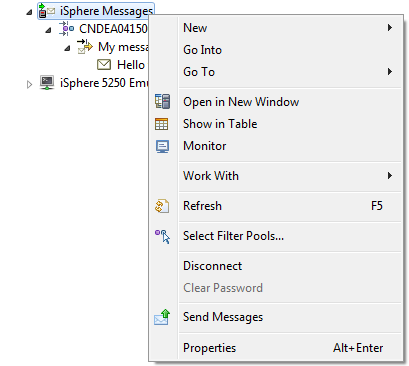 iSphere Messages
CNDEA04150
My messa
Hello
iSphere 5250 Emu
New
Go Into
Go To
Open in New Window
Show in Table
Monitor
Work With
Refresh F5
Select Filter Pools...
Disconnect
Clear Password
Send Messages
Properties Alt+Enter